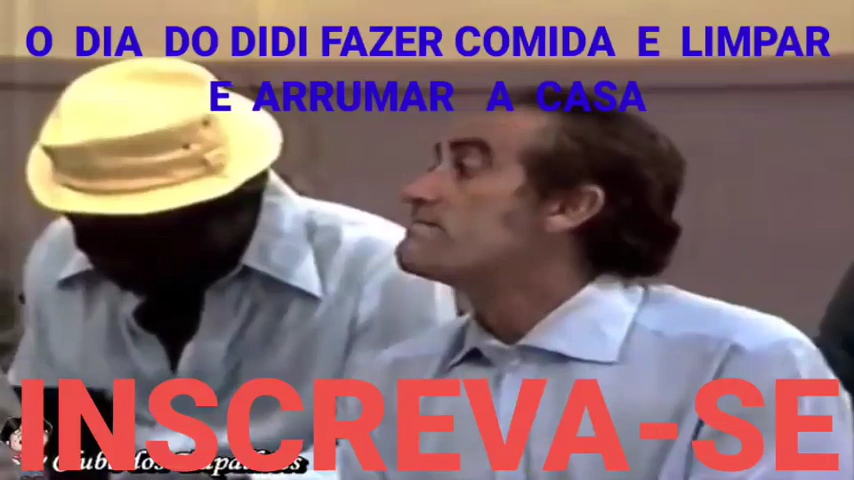 O DIA DO DIDI FAZER COMIDA E LIMPAR
E ARRUMAR A CASA
INSCREVA-SE